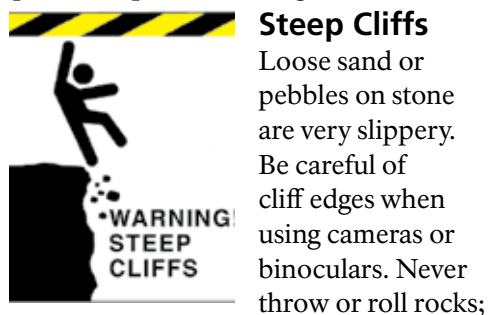 Steep Cliffs
Loose sand or
pebbles on stone
are very slippery.
Be careful of
cliff edges when
using cameras or
binoculars. Never
throw or roll rocks;
WARNING!
STEEP
CLIFFS